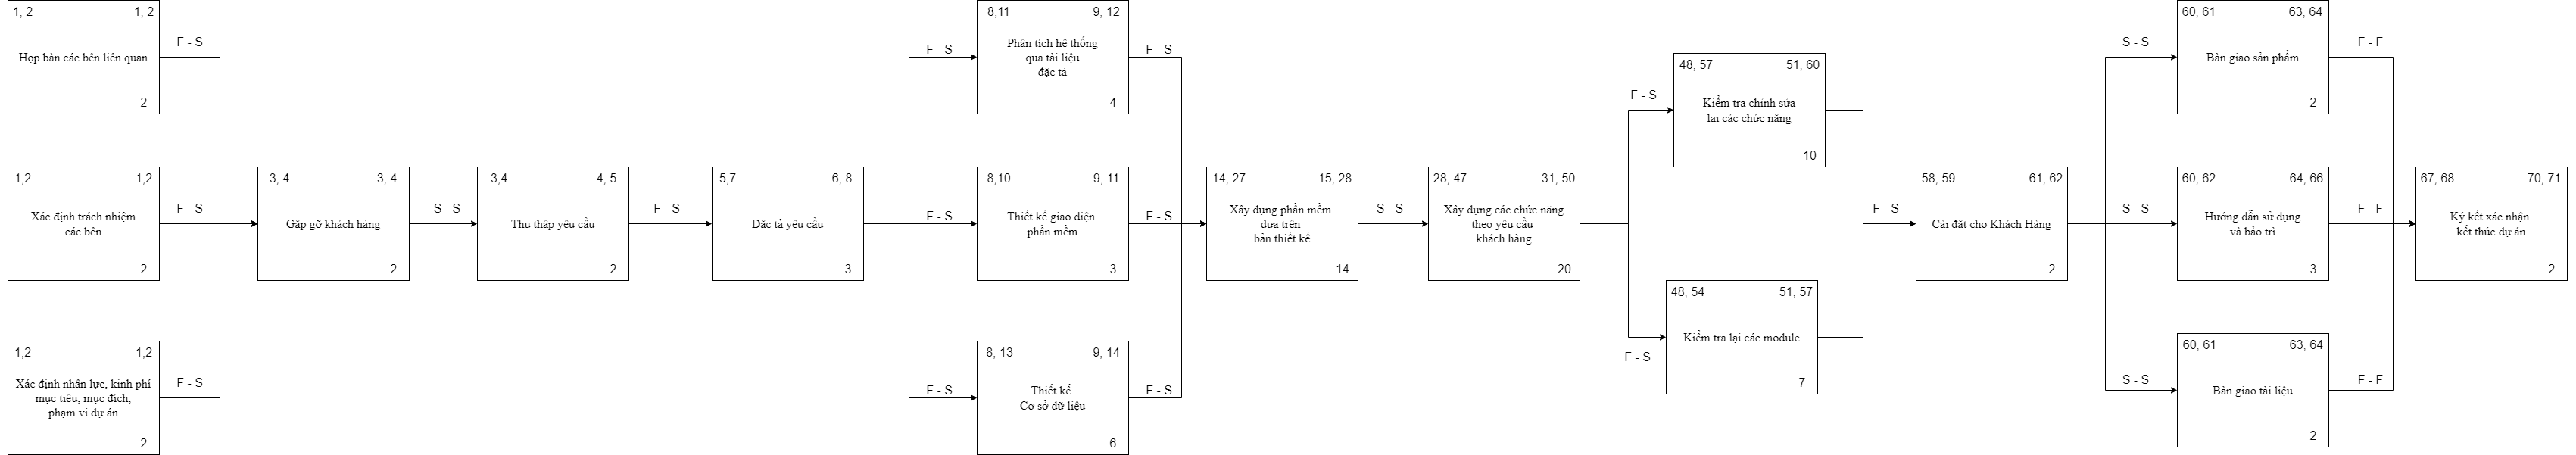 1, 2 1, 2
Họp bàn các bên liên quan
2
F - S
1,2 1,2
Xác định trách nhiệm
các bên
2
F - S
1,2 1,2
Xác định nhân lực, kinh phí
mục tiêu, mục đích,
phạm vi dự án
2
F - S
3, 4 3, 4
Gặp gỡ khách hàng
2
S - S
3,4 4, 5
Thu thập yêu cầu
2
F - S
5,7 6, 8
Đặc tả yêu cầu
3
F - S
8,11 9, 12
Phân tích hệ thống
qua tài liệu
đặc tả
4
F - S
F - S
8,10 9, 11
Thiết kế giao diện
phần mềm
3
F - S
F - S
8, 13 9, 14
Thiết kế
Cơ sở dữ liệu
6
F - S
14, 27 15, 28
Xây dựng phần mềm
dựa trên
bản thiết kế
14
S - S
28, 47 31, 50
Xây dựng các chức năng
theo yêu cầu
khách hàng
20
F - S
48, 57 51, 60
Kiểm tra chỉnh sửa
lại các chức năng
10
F - S
48, 54 51, 57
Kiểm tra lại các module
7
F - S
58, 59 61, 62
Cài đặt cho Khách Hàng
2
S - S
60, 61 63, 64
Bàn giao sản phẩm
2
F - F
S - S
60, 62 64, 66
Hướng dẫn sử dụng
và bảo trì
3
F - F
S - S
60, 61 63, 64
Bàn giao tài liệu
2
F - F
67, 68 70, 71
Ký kết xác nhận
kết thúc dự án
2